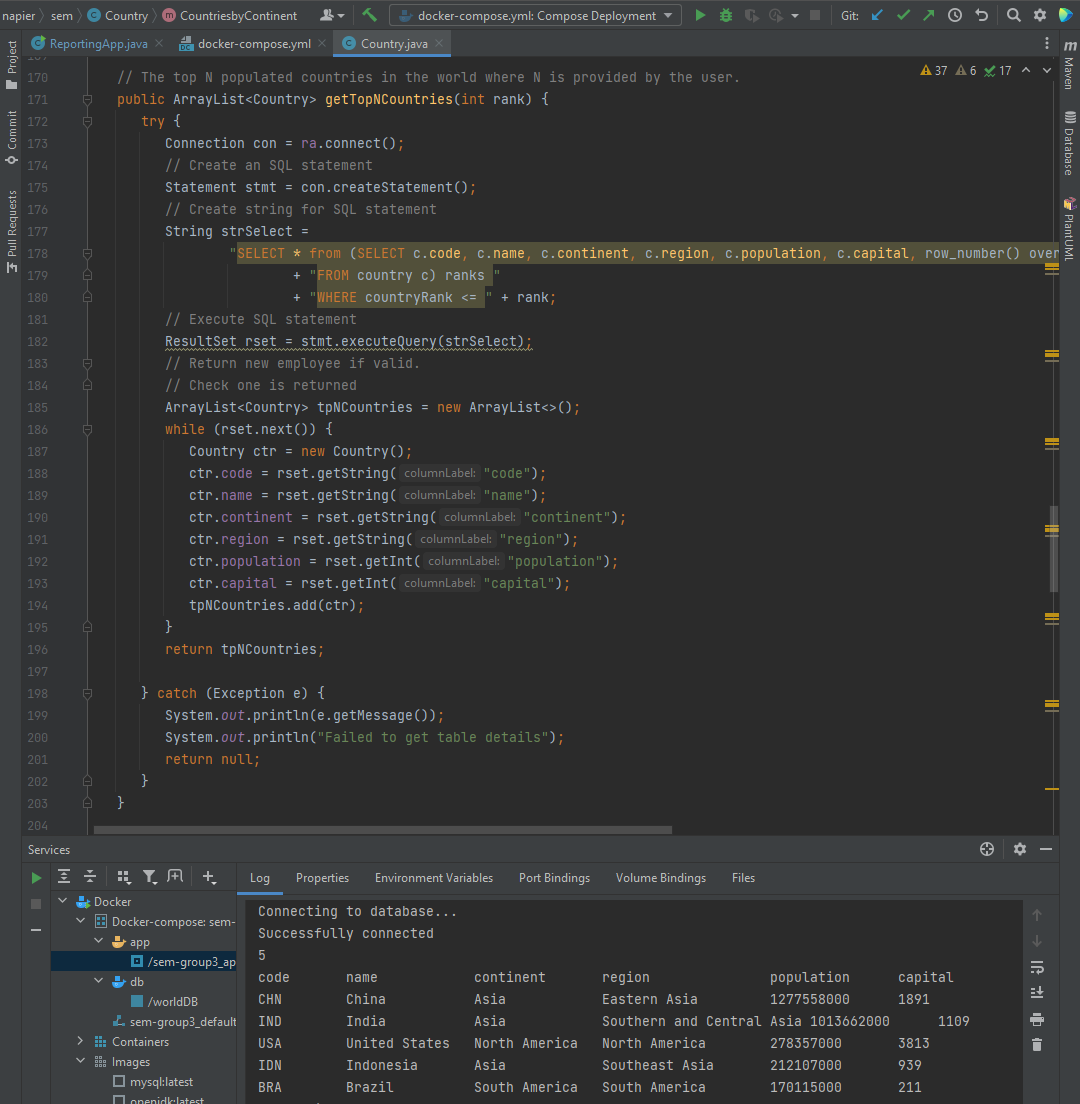 napier sem Country CountriesbyContinent docker-compose.yml: Compose Deployment Git:
ReportingApp.java docker-compose.yml Country.java
Project
Commit
Pull Requests
Maven
Database
PlantUML
37 6 17
170 // The top N populated countries in the world where N is provided by the user.
171 public ArrayList<Country> getTopNCountries(int rank) {
172 try {
173 Connection con = ra.connect();
174 // Create an SQL statement
175 Statement stmt = con.createStatement();
176 // Create string for SQL statement
177 String strSelect =
178 "SELECT * from (SELECT c.code, c.name, c.continent, c.region, c.population, c.capital, row_number() over
179 + "FROM country c) ranks "
180 + "WHERE countryRank <= " + rank;
181 // Execute SQL statement
182 ResultSet rset = stmt.executeQuery(strSelect);
183 // Return new employee if valid.
184 // Check one is returned
185 ArrayList<Country> tpNCountries = new ArrayList<>();
186 while (rset.next()) {
187 Country ctr = new Country();
188 ctr.code = rset.getString( columnLabel: "code");
189 ctr.name = rset.getString( columnLabel: "name");
190 ctr.continent = rset.getString( columnLabel: "continent");
191 ctr.region = rset.getString( columnLabel: "region");
192 ctr.population = rset.getInt( columnLabel: "population");
193 ctr.capital = rset.getInt( columnLabel: "capital");
194 tpNCountries.add(ctr);
195 }
196 return tpNCountries;
197
198 } catch (Exception e) {
199 System.out.println(e.getMessage());
200 System.out.println("Failed to get table details");
201 return null;
202 }
203 }
204
Services
Log Properties Environment Variables Port Bindings Volume Bindings Files
Docker
Docker-compose: sem-
app
/sem-group3_ap
db
/worldDB
sem-group3_default
Containers
Images
mysql:latest
openjdk:latest
Connecting to database...
Successfully connected
5
code name continent region population capital
CHN China Asia Eastern Asia 1277558000 1891
IND India Asia Southern and Central Asia 1013662000 1109
USA United States North America North America 278357000 3813
IDN Indonesia Asia Southeast Asia 212107000 939
BRA Brazil South America South America 170115000 211